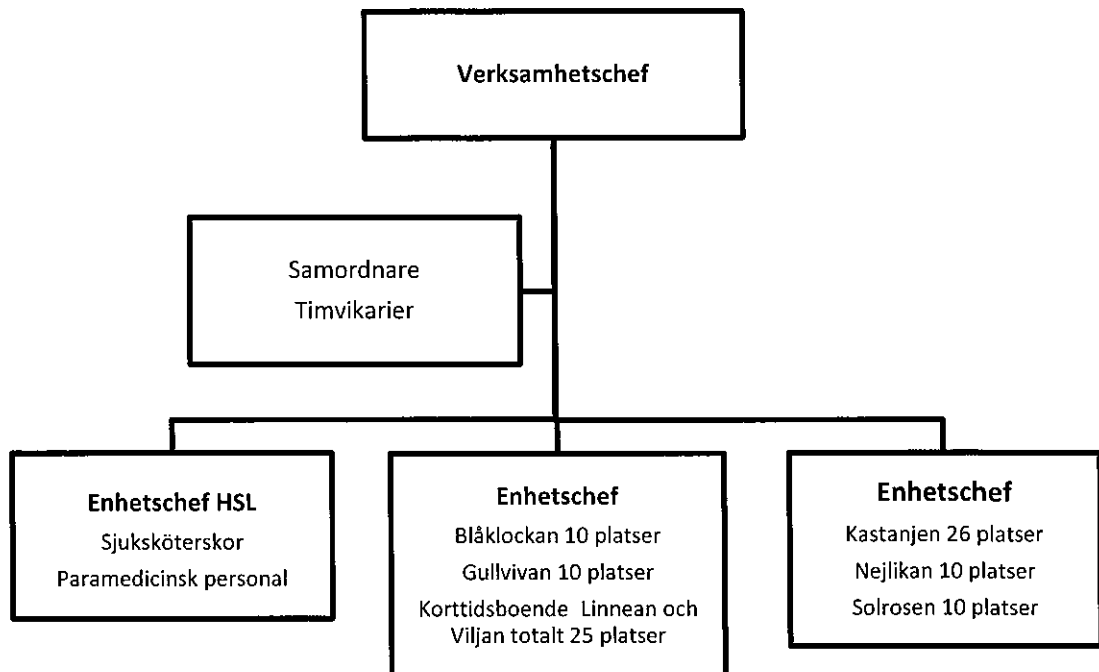 Verksamhetschef
Samordnare
Timvikarier
Enhetschef HSL
Sjuksköterskor
Paramedicinsk personal
Enhetschef
Blåklockan 10 platser
Gullvivan 10 platser
Korttidsboende Linnean och
Viljan totalt 25 platser
Enhetschef
Kastanjen 26 platser
Nejlikan 10 platser
Solrosen 10 platser